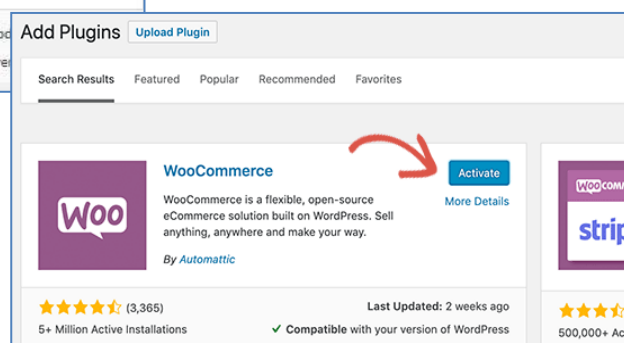 Add Plugins Upload Plugin
Search Results Featured Popular Recommended Favorites
Woo
WooCommerce
Activate
WooCommerce is a flexible, open-source
eCommerce solution built on WordPress. Sell
anything, anywhere and make your way.
More Details
By Automattic
(3,365)
Last Updated: 2 weeks ago
5+ Million Active Installations
Compatible with your version of WordPress
Woo
500,000+